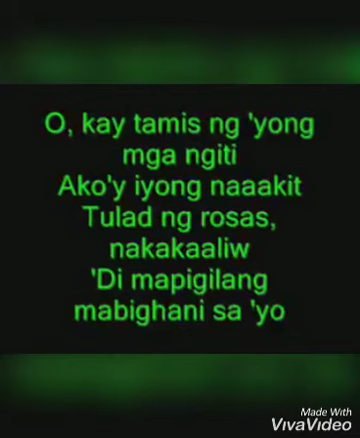 O, kay tamis ng 'yong
mga ngiti
Ako'y iyong naaakit
Tulad ng rosas,
nakakaaliw
'Di mapigilang
mabighani sa 'yo
Made With
VivaVideo